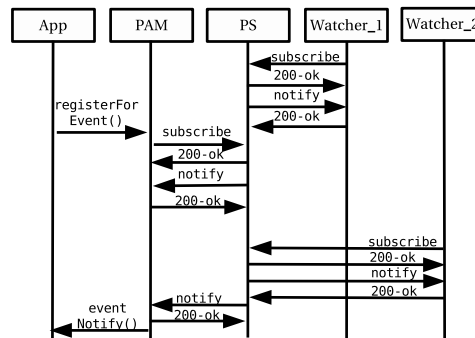 App PAM PS Watcher_1 Watcher_2
subscribe
200-ok
notify
registerFor
Event()
200-ok
subscribe
200-ok
notify
200-ok
subscribe
200-ok
notify
200-ok
event
Notify()
notify
200-ok